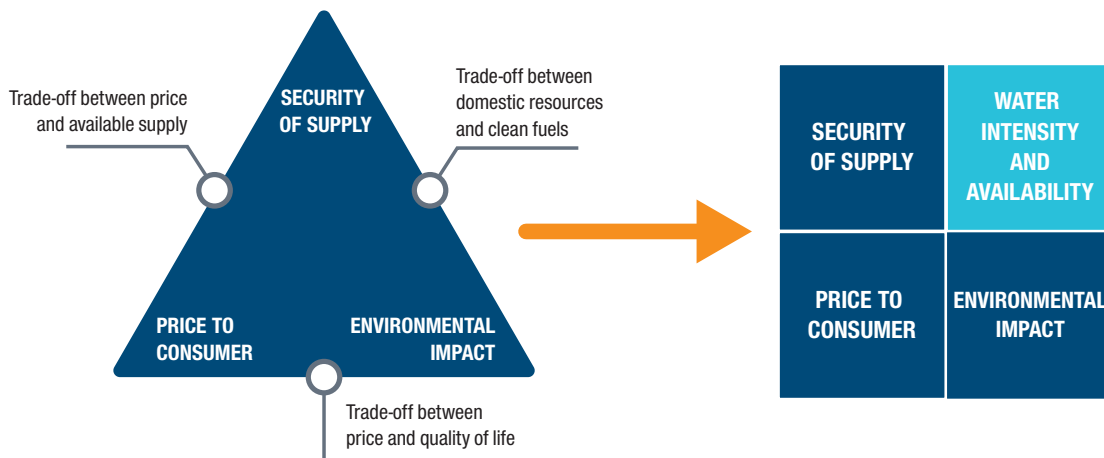 Trade-off between price
and available supply
SECURITY
OF SUPPLY
Trade-off between
domestic resources
and clean fuels
PRICE TO
CONSUMER
ENVIRONMENTAL
IMPACT
Trade-off between
price and quality of life
SECURITY
OF SUPPLY
WATER
INTENSITY
AND
AVAILABILITY
PRICE TO
CONSUMER
ENVIRONMENTAL
IMPACT